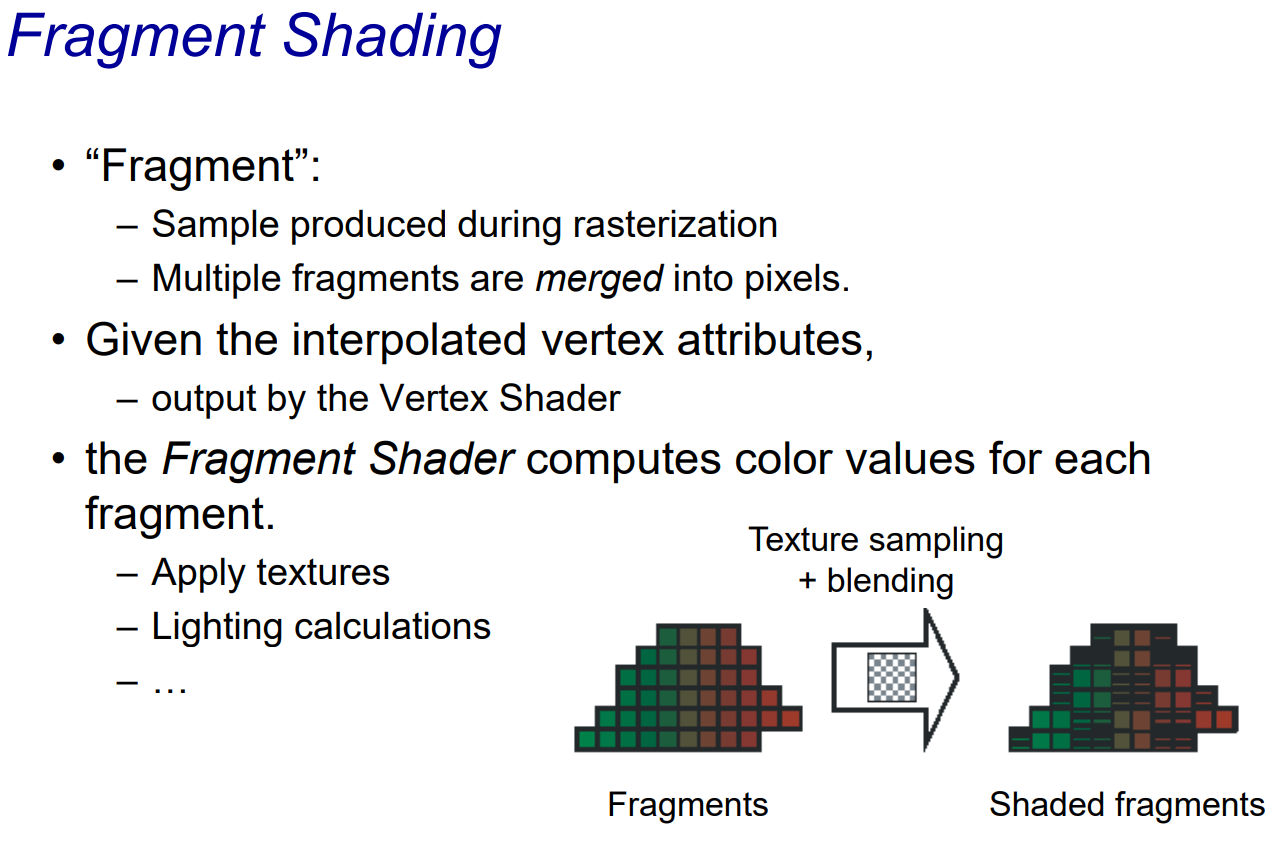 Fragment Shading
• “Fragment”:
– Sample produced during rasterization
– Multiple fragments are merged into pixels.
• Given the interpolated vertex attributes,
– output by the Vertex Shader
• the Fragment Shader computes color values for each
fragment.
– Apply textures
– Lighting calculations
– …
Texture sampling
+ blending
Fragments
Shaded fragments